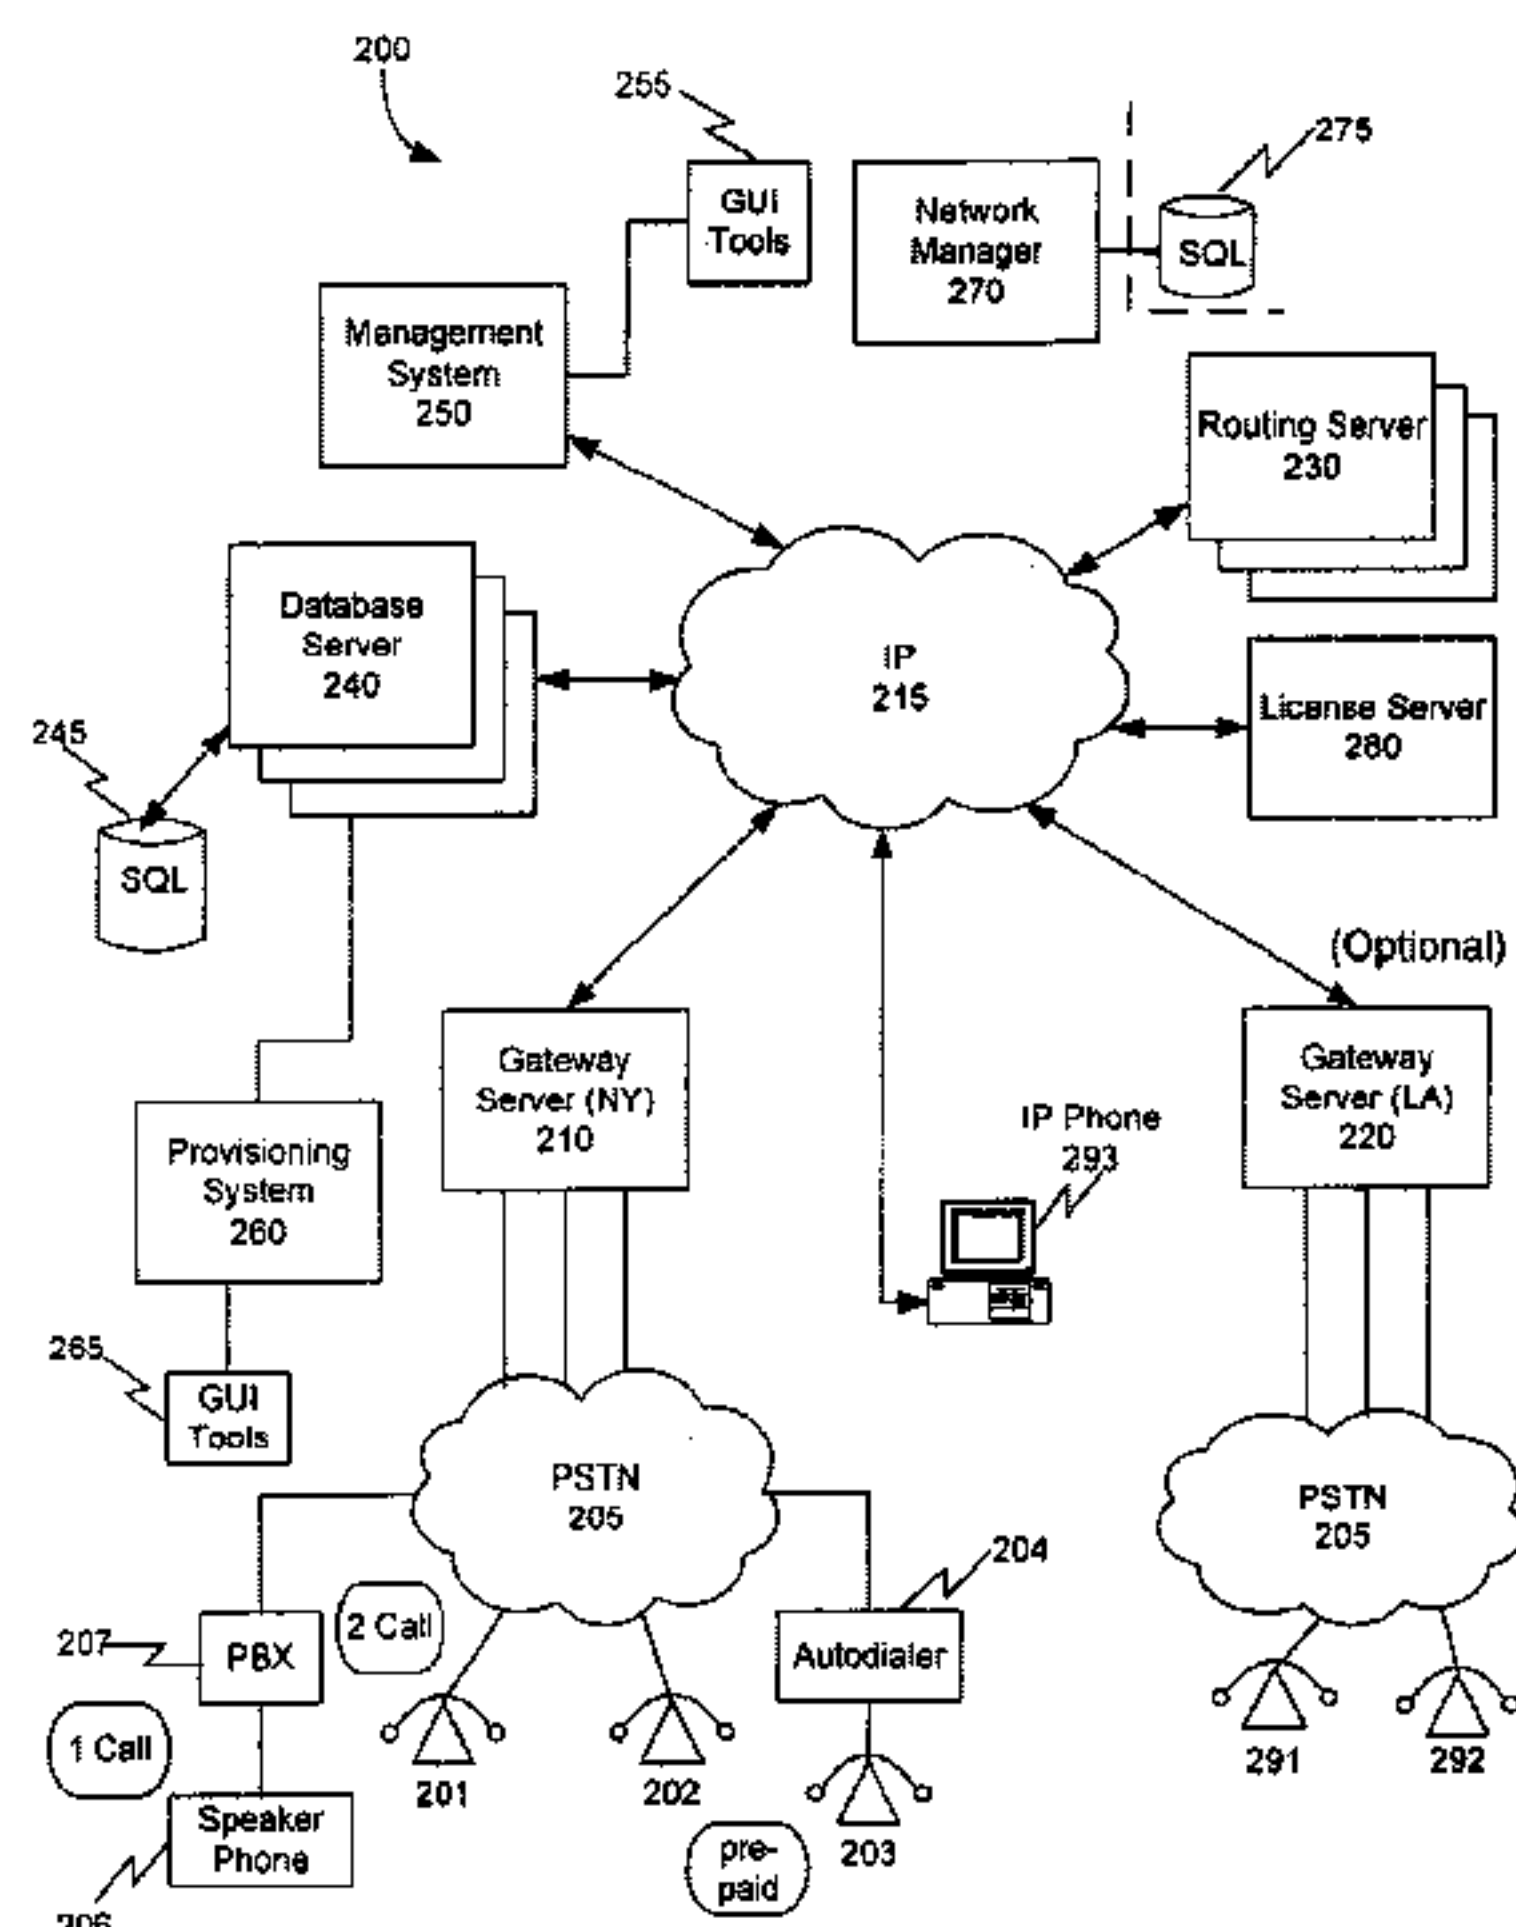 200
255
275
GUI
Tools
Network
Manager
270
SQL
Management
System
250
Routing Server
230
Database
Server
240
IP
215
License Server
280
245
SQL
(Optional)
Gateway
Server (NY)
210
Gateway
Server (LA)
220
IP Phone
293
Provisioning
System
260
265
GUI
Tools
PSTN
205
PSTN
205
204
2 Call
207
PBX
Autodialer
1 Call
201
202
291
292
Speaker
Phone
pre-
paid
203
206